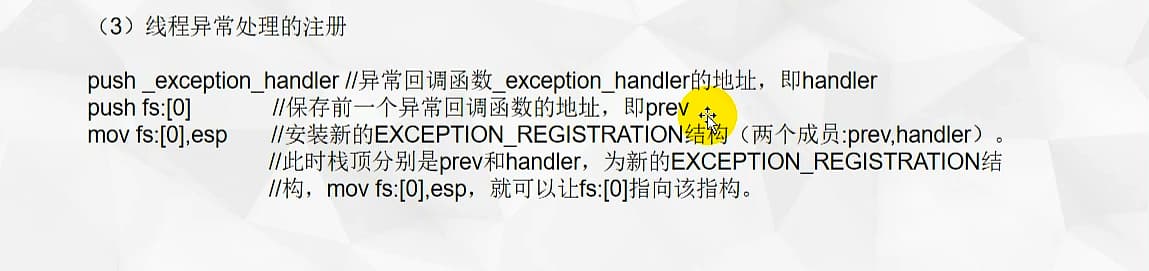 （3）线程异常处理的注册
push _exception_handler //异常回调函数_exception_handler的地址，即handler
push fs:[0] //保存前一个异常回调函数的地址，即prev
mov fs:[0],esp //安装新的EXCEPTION_REGISTRATION结构（两个成员:prev,handler）。
//此时栈顶分别是prev和handler，为新的EXCEPTION_REGISTRATION结
//构，mov fs:[0],esp，就可以让fs:[0]指向该指构。